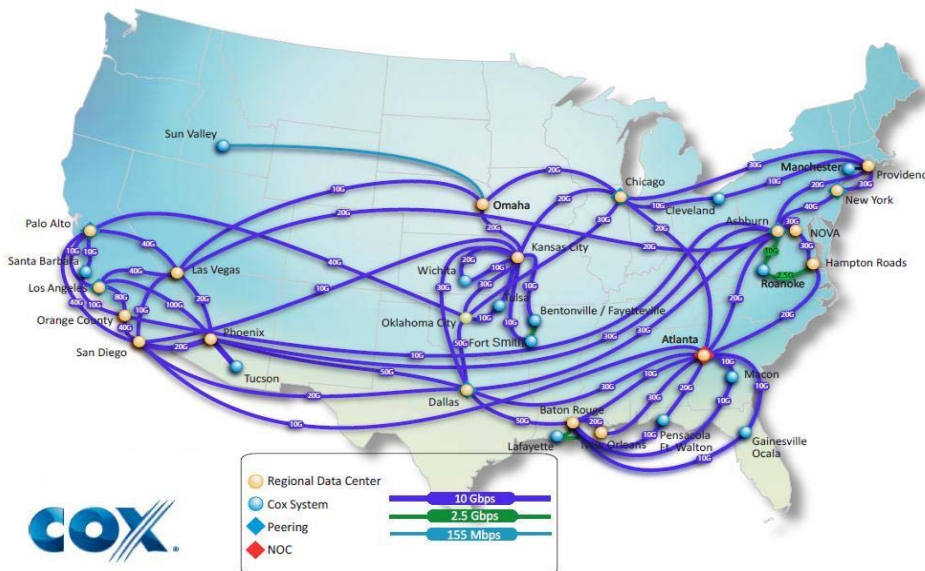 Sun Valley
Palo Alto
Santa Barbara
Los Angeles
Orange County
San Diego
Las Vegas
Phoenix
Tucson
Omaha
Chicago
Kansas City
Wichita
Tulsa
Oklahoma City
Bentonville / Fayetteville
Fort Smith
Dallas
Cleveland
Manchester
Providenc
New York
Ashburn
NOVA
Hampton Roads
Roanoke
Atlanta
Macon
Baton Rouge
Lafayette
New Orleans
Pensacola
Ft. Walton
Gainesville
Ocala
10G
20G
30G
40G
50G
80G
100G
2.5G
Regional Data Center
Cox System
Peering
NOC
10 Gbps
2.5 Gbps
155 Mbps
COX